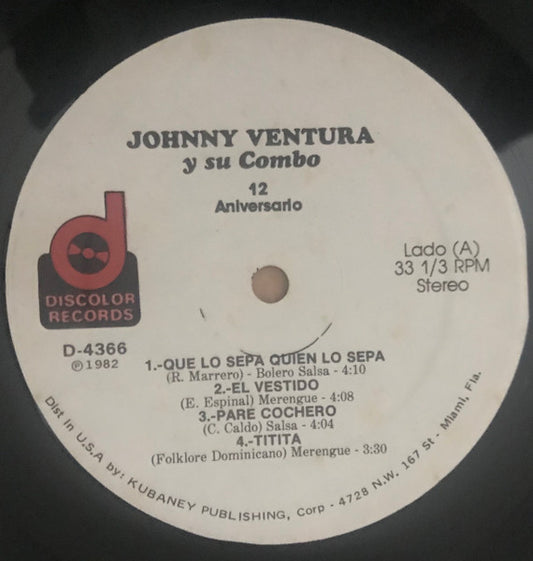 JOHNNY VENTURA
y su Combo
12
Aniversario
d
DISCOLOR
RECORDS
D-4366
℗ 1982
Lado (A)
33 1/3 RPM
Stereo
1.-QUE LO SEPA QUIEN LO SEPA
(R. Marrero) - Bolero Salsa - 4:10
2.-EL VESTIDO
(E. Espinal) Merengue - 4:08
3.-PARE COCHERO
(C. Caldo) Salsa - 4:04
4.-TITITA
(Folklore Dominicano) Merengue - 3:30
Dist in U.S.A by: KUBANEY PUBLISHING, Corp - 4728 N.W. 167 St - Miami, Fla.